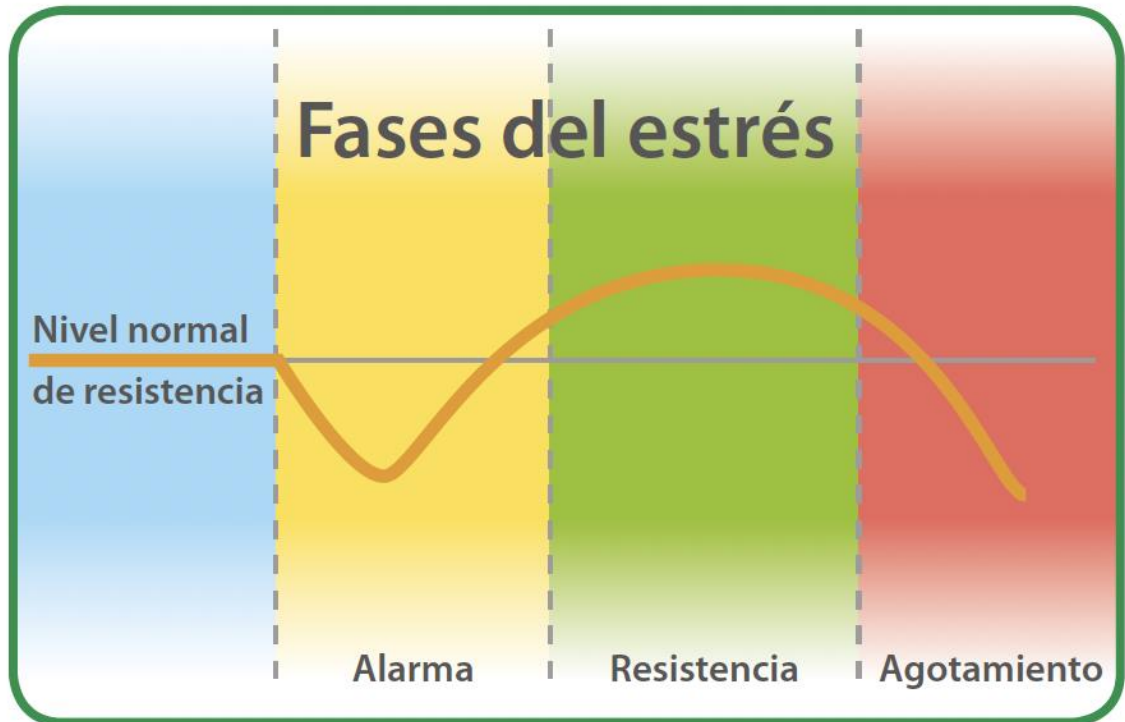 Fases del estrés
Nivel normal
de resistencia
Alarma
Resistencia
Agotamiento